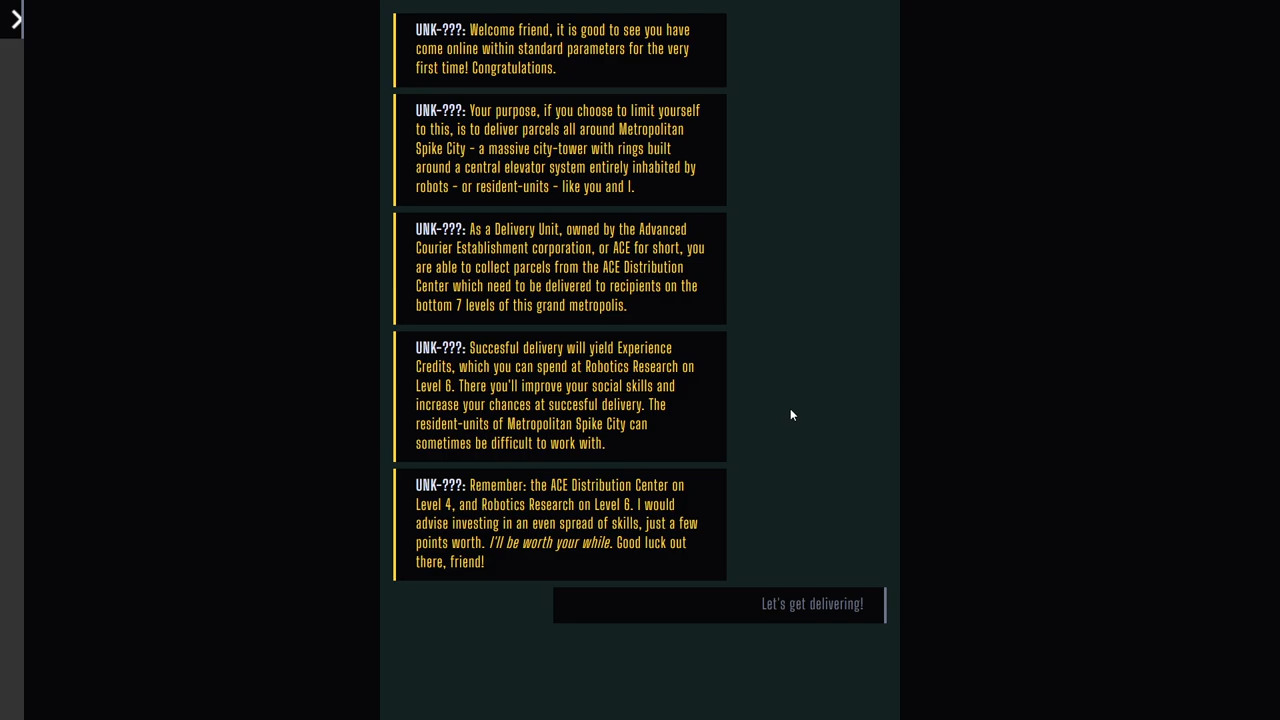 UNK-???: Welcome friend, it is good to see you have
come online within standard parameters for the very
first time! Congratulations.
UNK-???: Your purpose, if you choose to limit yourself
to this, is to deliver parcels all around Metropolitan
Spike City - a massive city-tower with rings built
around a central elevator system entirely inhabited by
robots - or resident-units - like you and I.
UNK-???: As a Delivery Unit, owned by the Advanced
Courier Establishment corporation, or ACE for short, you
are able to collect parcels from the ACE Distribution
Center which need to be delivered to recipients on the
bottom 7 levels of this grand metropolis.
UNK-???: Succesful delivery will yield Experience
Credits, which you can spend at Robotics Research on
Level 6. There you'll improve your social skills and
increase your chances at succesful delivery. The
resident-units of Metropolitan Spike City can
sometimes be difficult to work with.
UNK-???: Remember: the ACE Distribution Center on
Level 4, and Robotics Research on Level 6. I would
advise investing in an even spread of skills, just a few
points worth. I'll be worth your while. Good luck out
there, friend!
Let's get delivering!